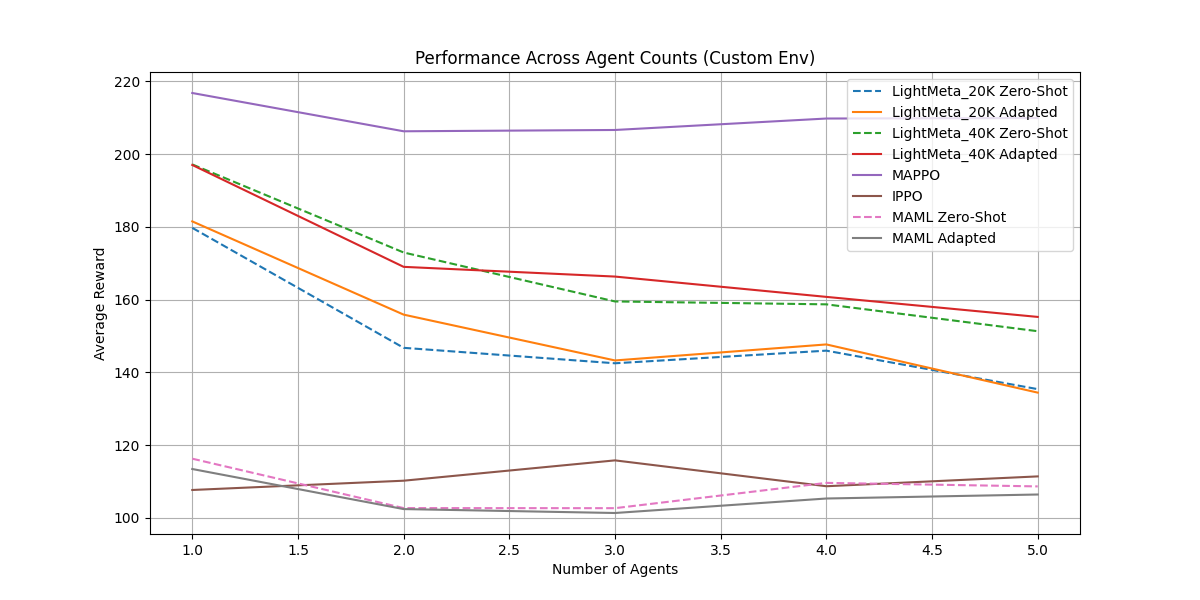 Performance Across Agent Counts (Custom Env)
220
200
180
160
140
120
100
Average Reward
LightMeta_20K Zero-Shot
LightMeta_20K Adapted
LightMeta_40K Zero-Shot
LightMeta_40K Adapted
MAPPO
IPPO
MAML Zero-Shot
MAML Adapted
1.0 1.5 2.0 2.5 3.0 3.5 4.0 4.5 5.0
Number of Agents